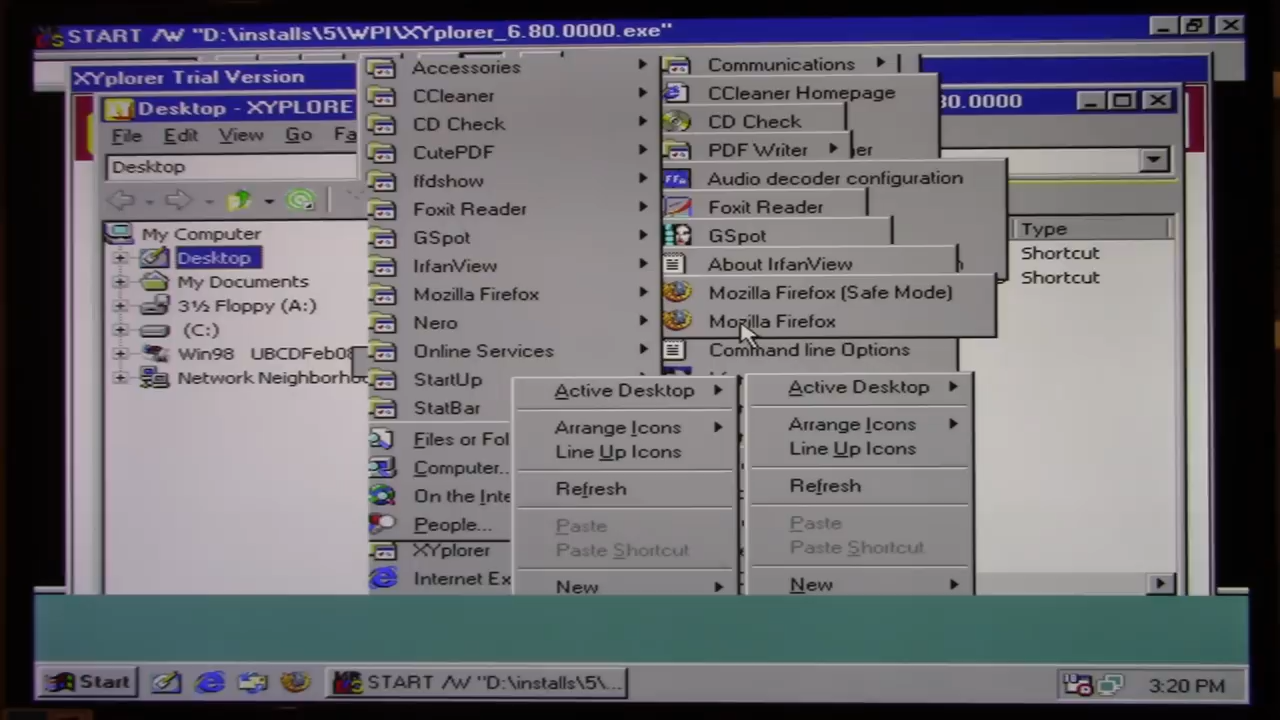 START /W "D:\installs\5\WPI\XYplorer_6.80.0000.exe"
XYplorer Trial Version
Desktop - XYPLORE
80.0000
File Edit View Go Fa
Desktop
My Computer
Desktop
My Documents
3½ Floppy (A:)
(C:)
Win98 UBCDFeb08
Network Neighborhoo
Type
Shortcut
Shortcut
Accessories
CCleaner
CD Check
CutePDF
ffdshow
Foxit Reader
GSpot
IrfanView
Mozilla Firefox
Nero
Online Services
StartUp
StatBar
Files or Fol
Computer...
On the Inte
People...
XYplorer
Internet Ex
Communications
CCleaner Homepage
CD Check
PDF Writer
er
Audio decoder configuration
Foxit Reader
GSpot
About IrfanView
Mozilla Firefox (Safe Mode)
Mozilla Firefox
Command line Options
Active Desktop
Arrange Icons
Line Up Icons
Refresh
Paste
Paste Shortcut
New
Active Desktop
Arrange Icons
Line Up Icons
Refresh
Paste
Paste Shortcut
New
Start
START /W "D:\installs\5\...
3:20 PM